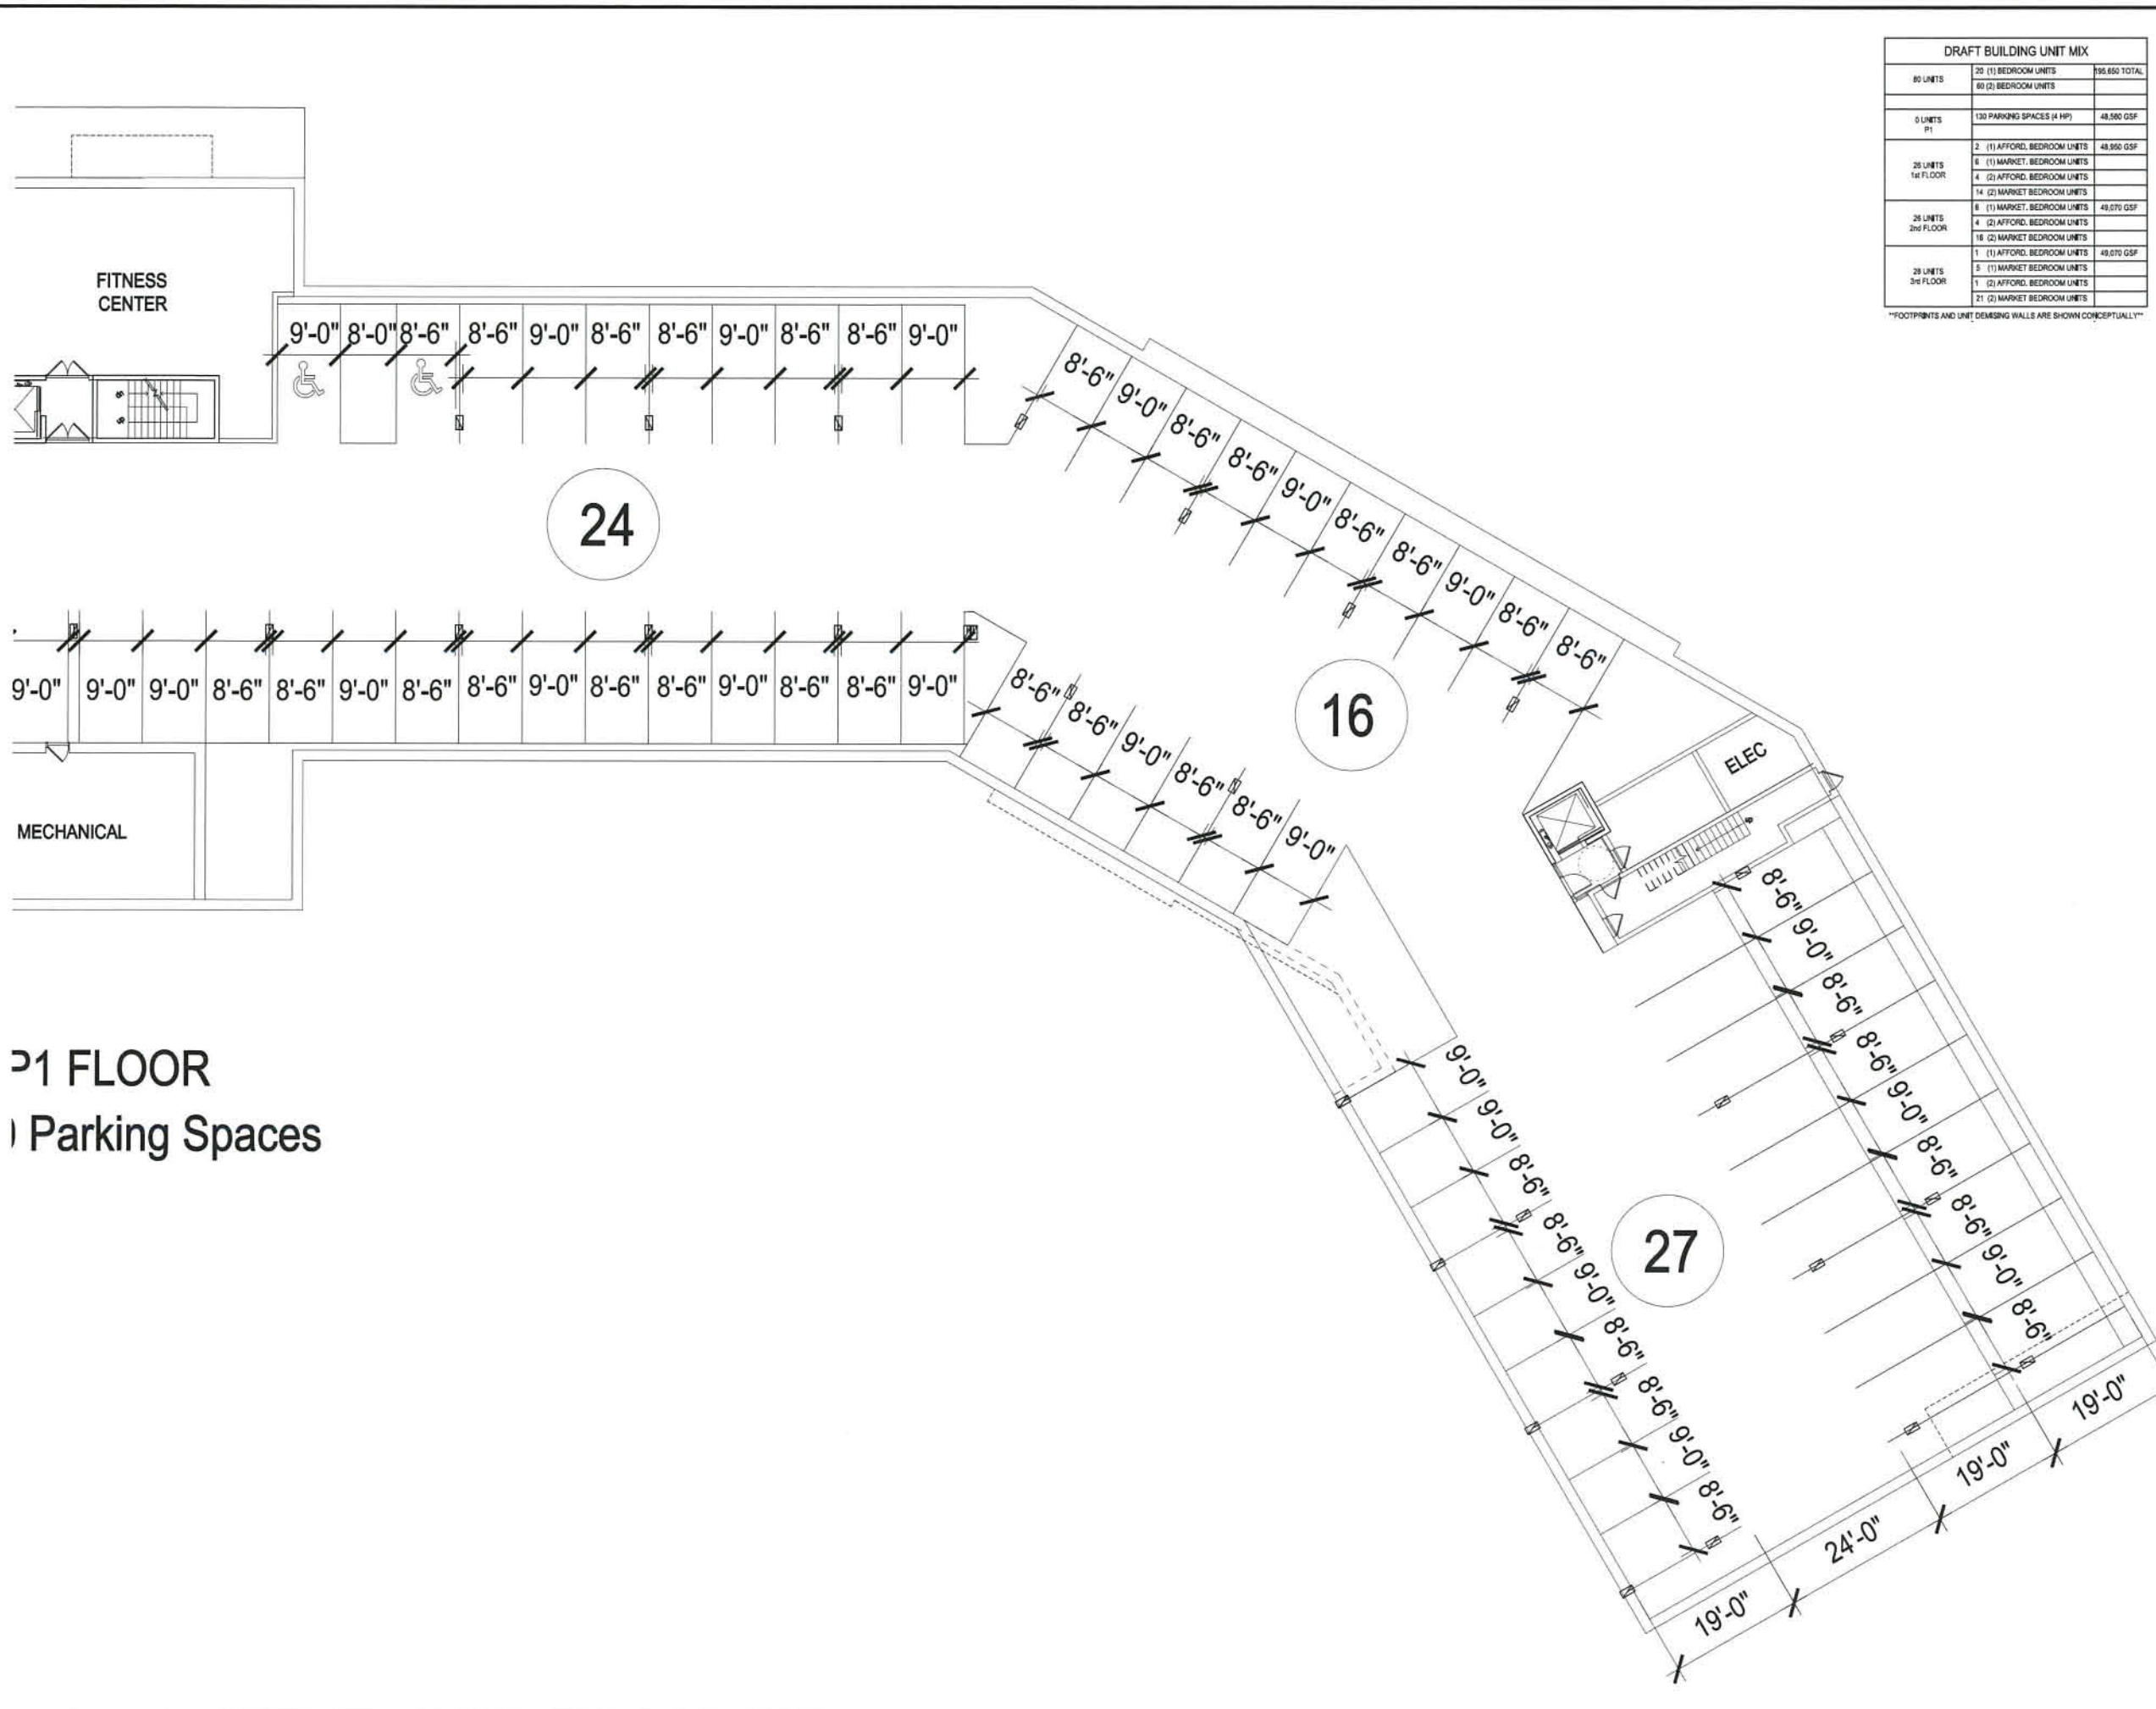 DRAFT BUILDING UNIT MIX
80 UNITS
20 (1) BEDROOM UNITS
195,650 TOTAL
60 (2) BEDROOM UNITS
0 UNITS
P1
130 PARKING SPACES (4 HP)
48,560 GSF
26 UNITS
1st FLOOR
2 (1) AFFORD. BEDROOM UNITS
48,950 GSF
6 (1) MARKET. BEDROOM UNITS
4 (2) AFFORD. BEDROOM UNITS
14 (2) MARKET BEDROOM UNITS
26 UNITS
2nd FLOOR
6 (1) MARKET. BEDROOM UNITS
49,070 GSF
4 (2) AFFORD. BEDROOM UNITS
16 (2) MARKET BEDROOM UNITS
28 UNITS
3rd FLOOR
1 (1) AFFORD. BEDROOM UNITS
49,070 GSF
5 (1) MARKET BEDROOM UNITS
1 (2) AFFORD. BEDROOM UNITS
21 (2) MARKET BEDROOM UNITS
**FOOTPRINTS AND UNIT DEMISING WALLS ARE SHOWN CONCEPTUALLY**
FITNESS
CENTER
9'-0" 8'-0" 8'-6" 8'-6" 9'-0" 8'-6" 8'-6" 9'-0" 8'-6" 8'-6" 9'-0"
8'-6" 9'-0" 8'-6" 8'-6" 9'-0" 8'-6" 8'-6" 9'-0" 8'-6" 8'-6"
24
9'-0" 9'-0" 9'-0" 8'-6" 8'-6" 9'-0" 8'-6" 8'-6" 9'-0" 8'-6" 8'-6" 9'-0" 8'-6" 8'-6" 9'-0"
8'-6" 8'-6" 9'-0" 8'-6" 8'-6" 9'-0"
16
ELEC
MECHANICAL
8'-6" 9'-0" 8'-6" 8'-6" 9'-0" 8'-6" 8'-6" 9'-0" 8'-6"
9'-0" 9'-0" 8'-6" 8'-6" 9'-0" 8'-6" 8'-6" 9'-0" 8'-6"
27
P1 FLOOR
Parking Spaces
19'-0" 24'-0" 19'-0" 19'-0"